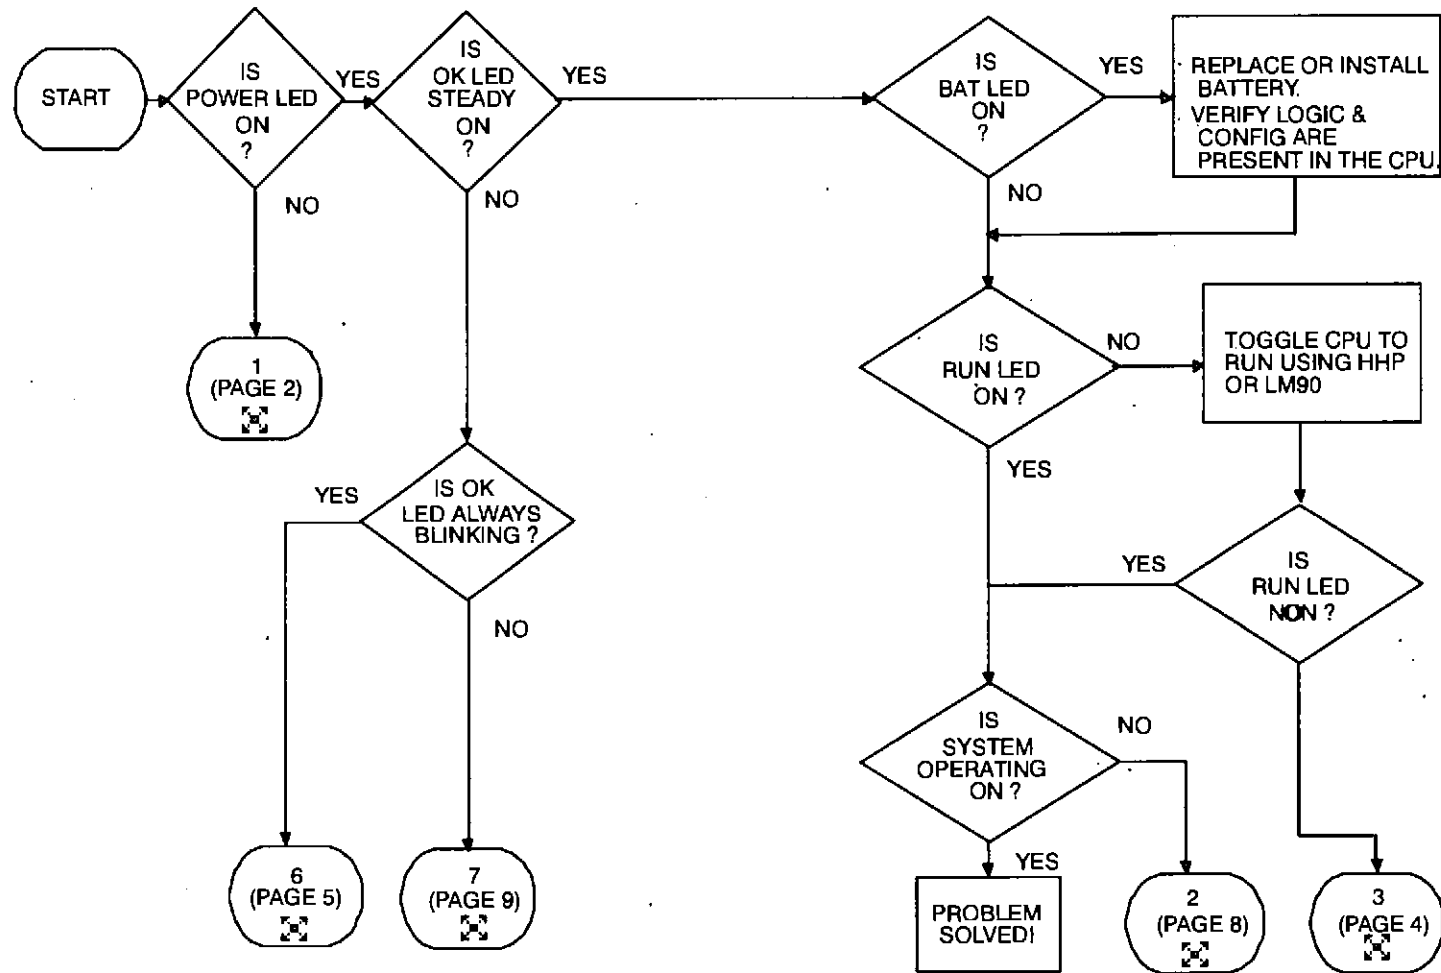 START
IS
POWER LED
ON
?
YES
NO
1
(PAGE 2)
IS
OK LED
STEADY
ON
?
YES
NO
IS OK
LED ALWAYS
BLINKING ?
YES
NO
6
(PAGE 5)
7
(PAGE 9)
IS
BAT LED
ON
?
YES
NO
REPLACE OR INSTALL
BATTERY.
VERIFY LOGIC &
CONFIG ARE
PRESENT IN THE CPU.
IS
RUN LED
ON ?
NO
YES
TOGGLE CPU TO
RUN USING HHP
OR LM90
IS
RUN LED
NON ?
YES
IS
SYSTEM
OPERATING
ON ?
NO
YES
PROBLEM
SOLVED!
2
(PAGE 8)
3
(PAGE 4)